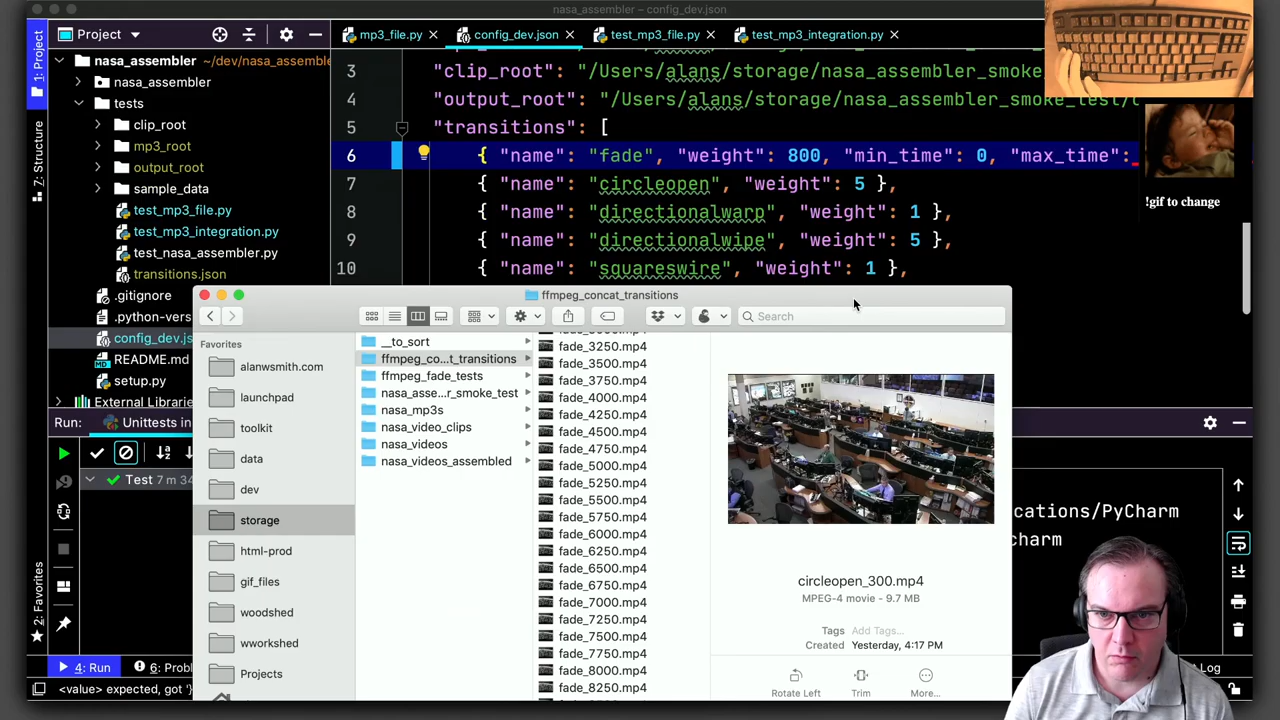 nasa_assembler – config_dev.json
Project
mp3_file.py
config_dev.json
test_mp3_file.py
test_mp3_integration.py
1: Project
7: Structure
2: Favorites
nasa_assembler ~/dev/nasa_assemble
nasa_assembler
tests
clip_root
mp3_root
output_root
sample_data
test_mp3_file.py
test_mp3_integration.py
test_nasa_assembler.py
transitions.json
.gitignore
.python-vers
config_dev.js
README.md
setup.py
External Librarie
3 "clip_root": "/Users/alans/storage/nasa_assembler_smoke_
4 "output_root": "/Users/alans/storage/nasa_assembler_smoke_test/
5 "transitions": [
6 { "name": "fade", "weight": 800, "min_time": 0, "max_time":
7 { "name": "circleopen", "weight": 5 },
8 { "name": "directionalwarp", "weight": 1 },
9 { "name": "directionalwipe", "weight": 5 },
10 { "name": "squareswire", "weight": 1 },
!gif to change
Run: Unittests in
Test 7 m 34
ffmpeg_concat_transitions
Search
Favorites
alanwsmith.com
launchpad
toolkit
data
dev
storage
html-prod
gif_files
woodshed
wworkshed
Projects
__to_sort
ffmpeg_co...t_transitions
ffmpeg_fade_tests
nasa_asse...r_smoke_test
nasa_mp3s
nasa_video_clips
nasa_videos
nasa_videos_assembled
fade_3250.mp4
fade_3500.mp4
fade_3750.mp4
fade_4000.mp4
fade_4250.mp4
fade_4500.mp4
fade_4750.mp4
fade_5000.mp4
fade_5250.mp4
fade_5500.mp4
fade_5750.mp4
fade_6000.mp4
fade_6250.mp4
fade_6500.mp4
fade_6750.mp4
fade_7000.mp4
fade_7250.mp4
fade_7500.mp4
fade_7750.mp4
fade_8000.mp4
fade_8250.mp4
circleopen_300.mp4
MPEG-4 movie - 9.7 MB
Tags Add Tags...
Created Yesterday, 4:17 PM
Rotate Left
Trim
More...
cations/PyCharm
charm
4: Run
6: Probl
Log
<value> expected, got '